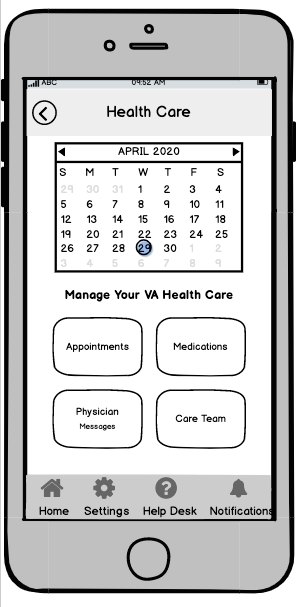 ABC 09:52 AM
Health Care
APRIL 2020
S M T W T F S
29 30 31 1 2 3 4
5 6 7 8 9 10 11
12 13 14 15 16 17 18
19 20 21 22 23 24 25
26 27 28 29 30 1 2
3 4 5 6 7 8 9
Manage Your VA Health Care
Appointments Medications
Physician
Messages
Care Team
Home Settings Help Desk Notifications